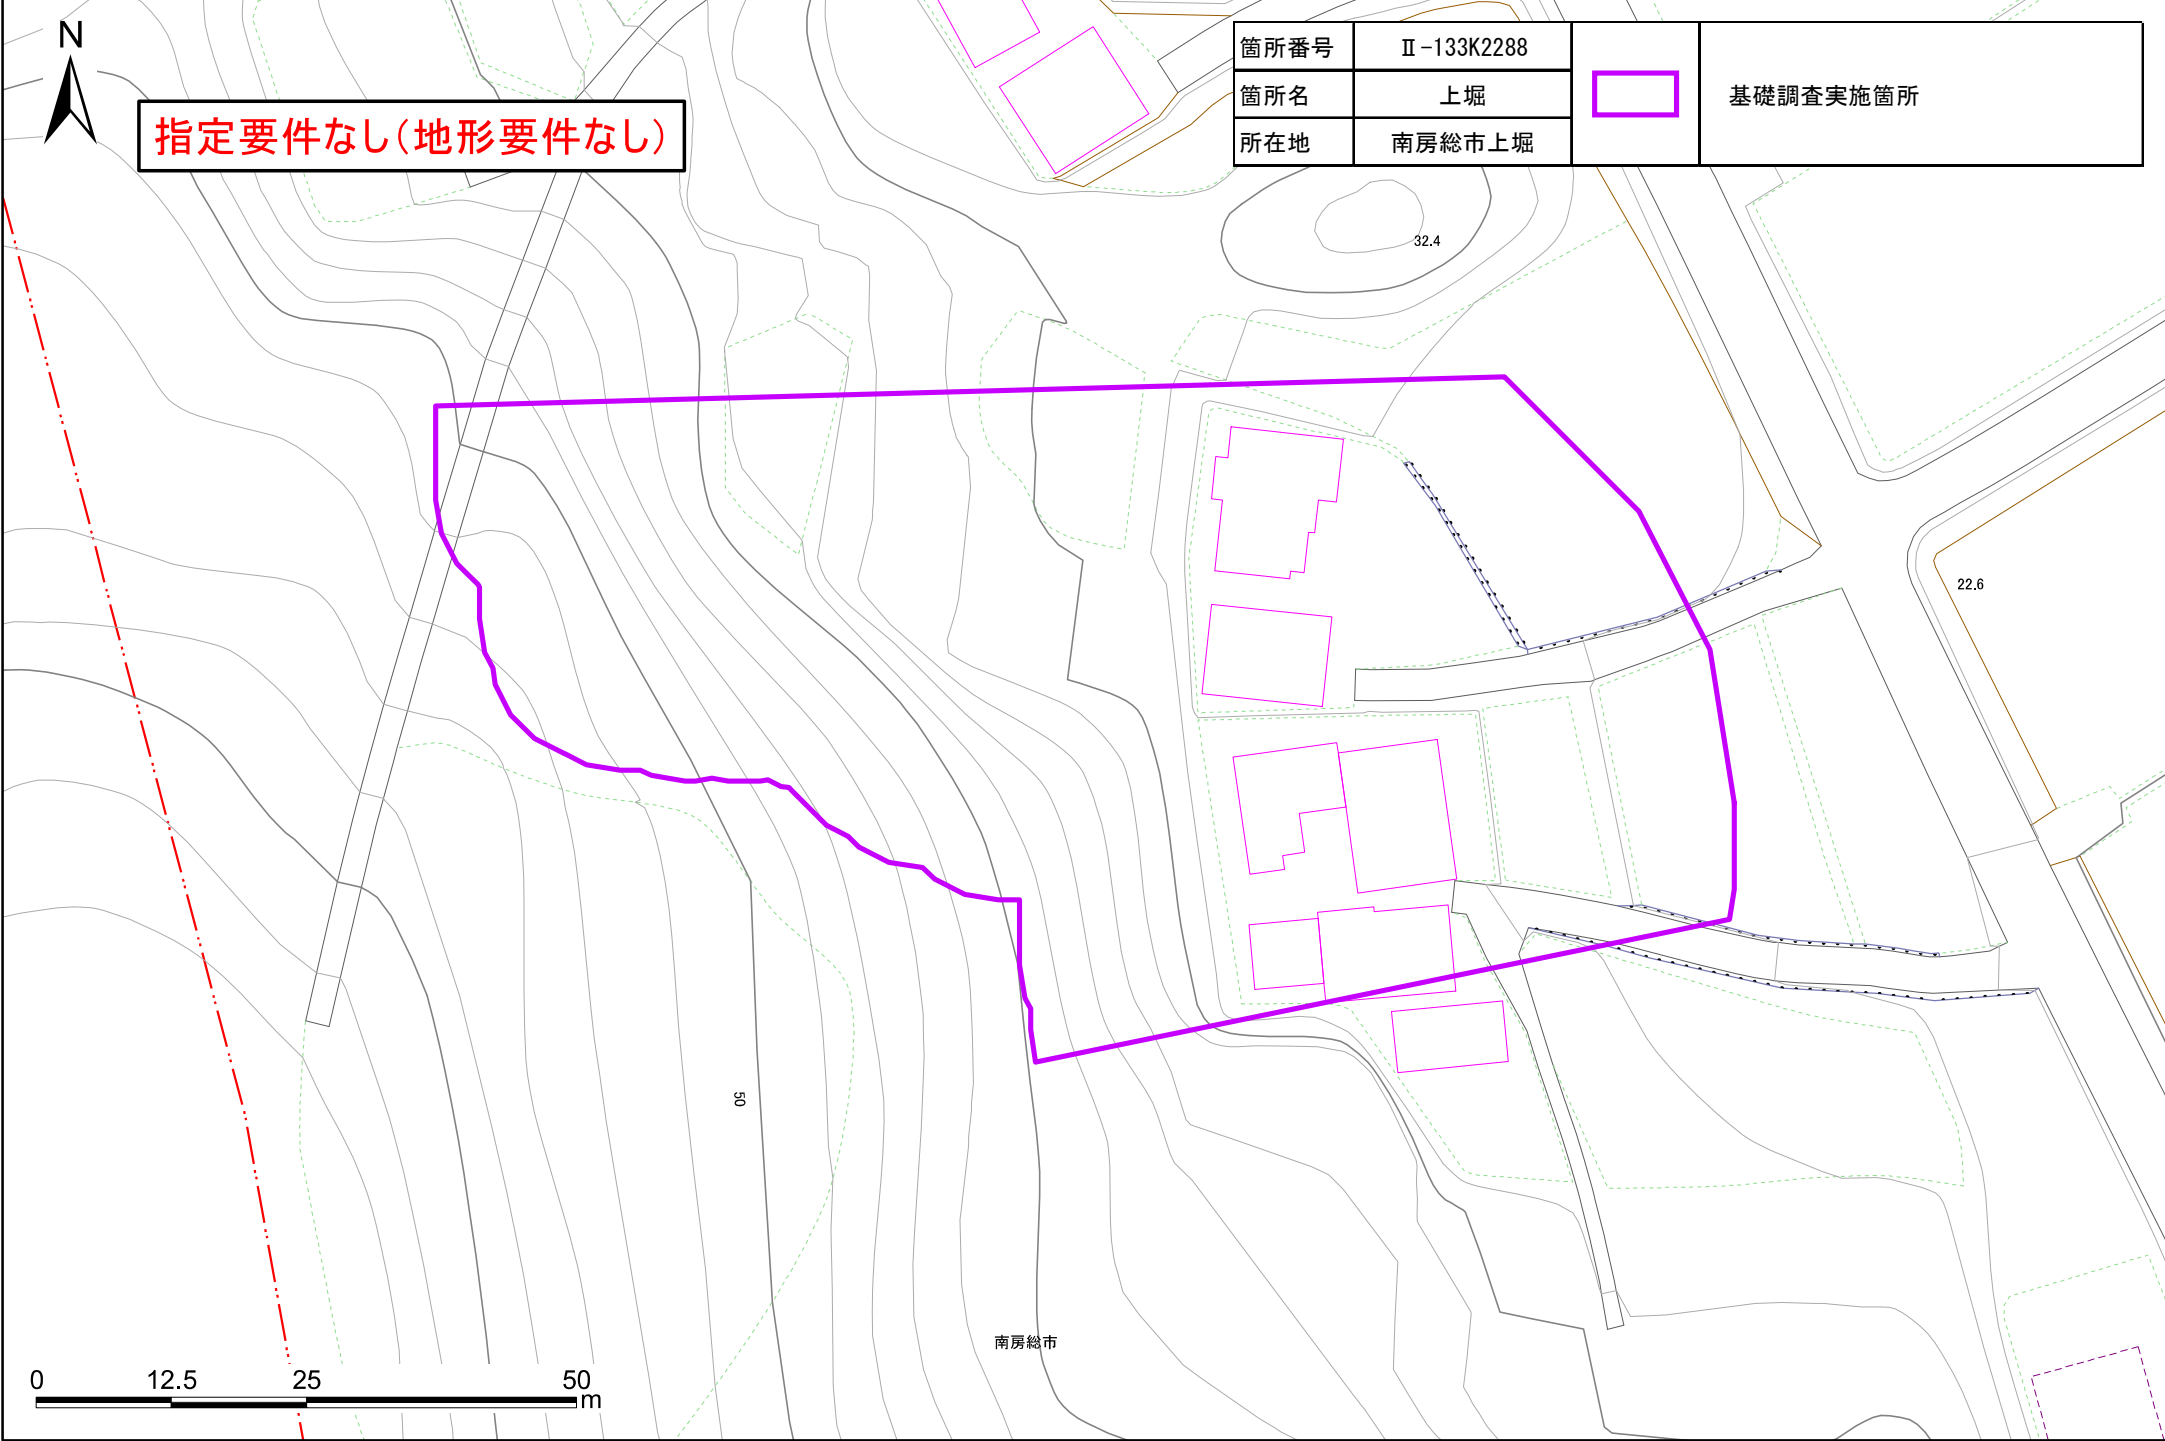 N
指定要件なし(地形要件なし)
箇所番号 Ⅱ-133K2288
箇所名 上堀
所在地 南房総市上堀
基礎調査実施箇所
32.4
22.6
50
南房総市
0 12.5 25 50
m